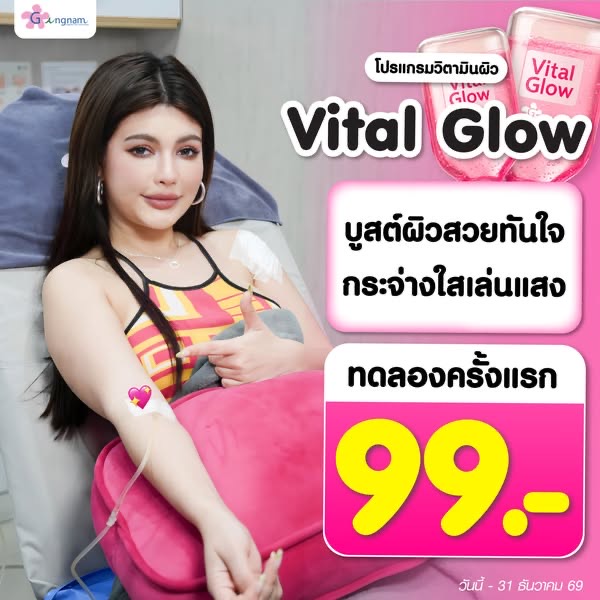 Gangnam
โปรแกรมวิตามินผิว
Vital Glow
Vital
Glow
Vital
Glow
บูสต์ผิวสวยทันใจ
กระจ่างใสเล่นแสง
ทดลองครั้งแรก
99.-
วันนี้ - 31 ธันวาคม 69